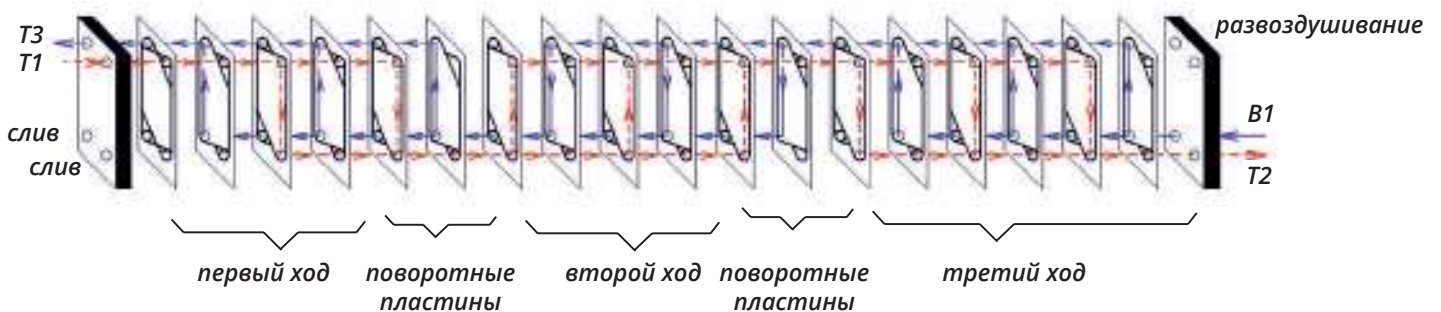 Т3
Т1
слив
слив
развоздушивание
В1
Т2
первый ход
поворотные
пластины
второй ход
поворотные
пластины
третий ход